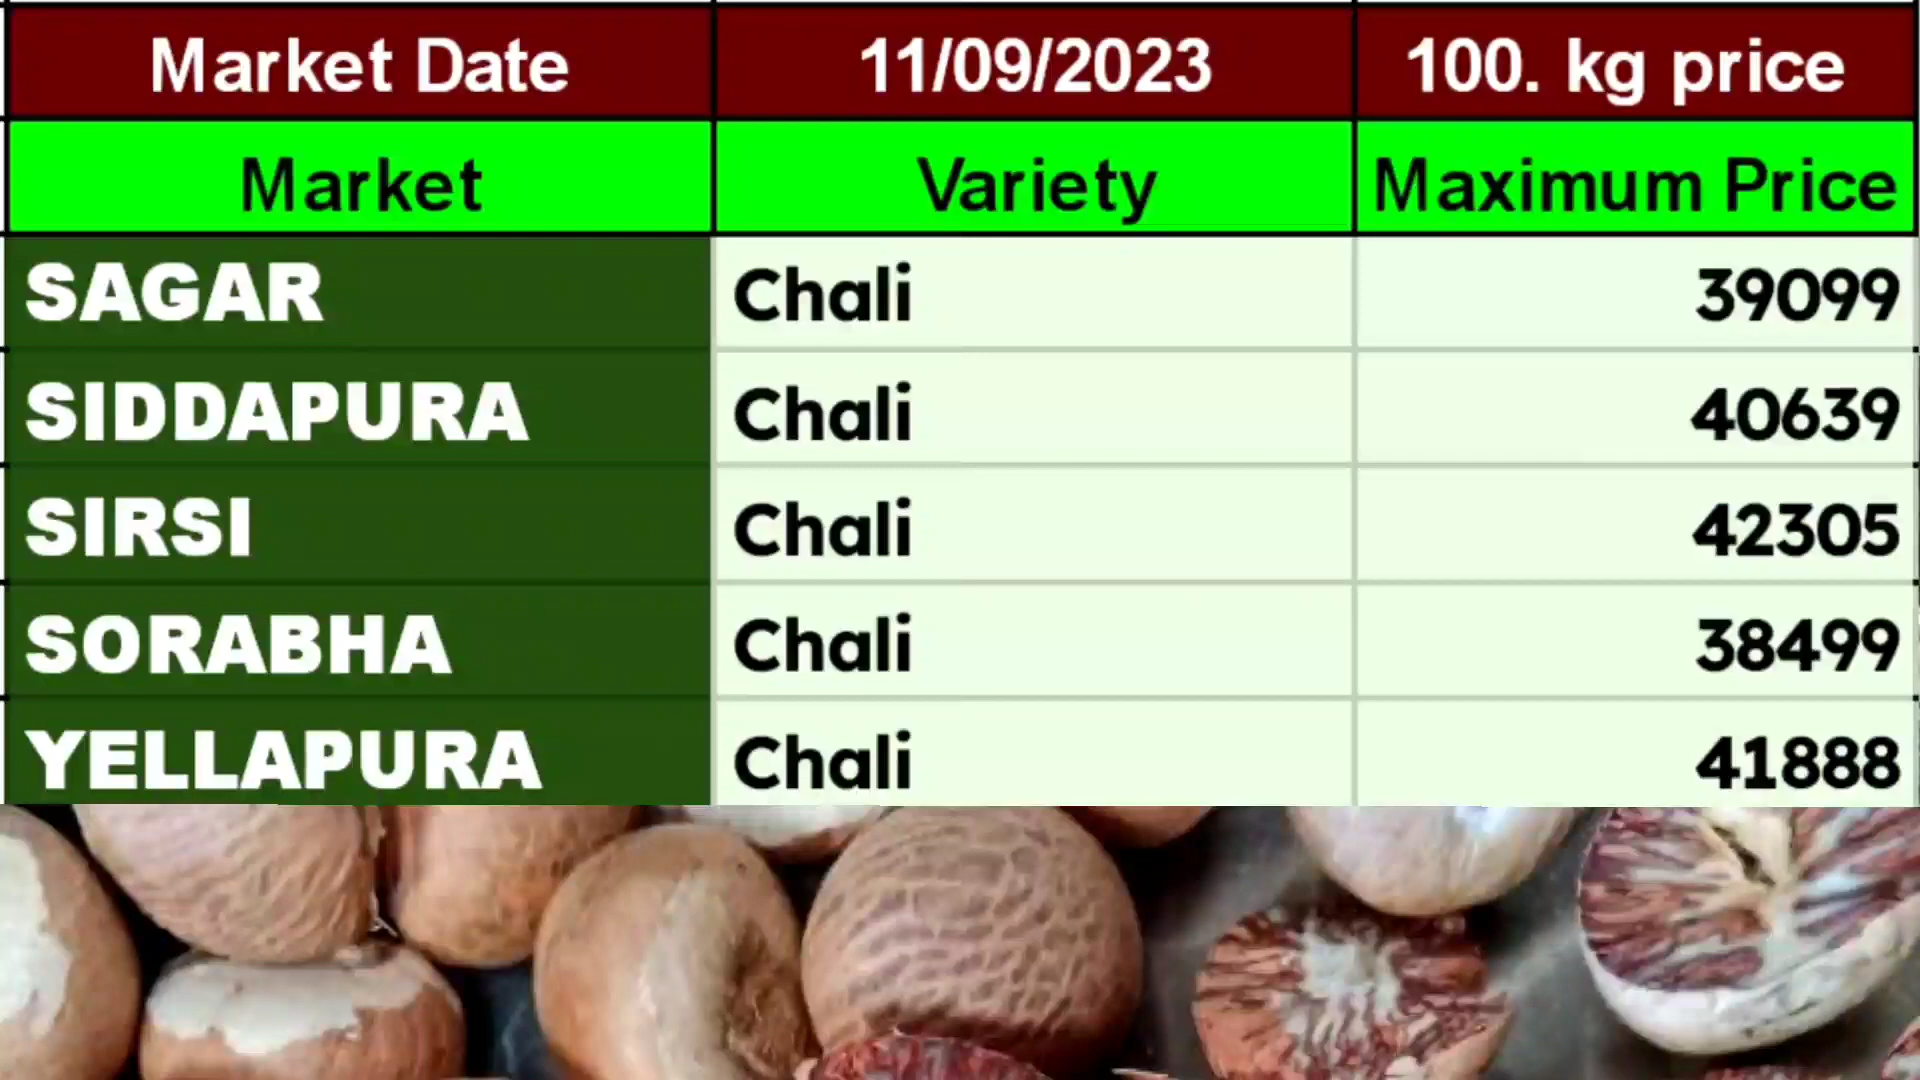 Market Date 11/09/2023 100. kg price
Market Variety Maximum Price
SAGAR Chali 39099
SIDDAPURA Chali 40639
SIRSI Chali 42305
SORABHA Chali 38499
YELLAPURA Chali 41888